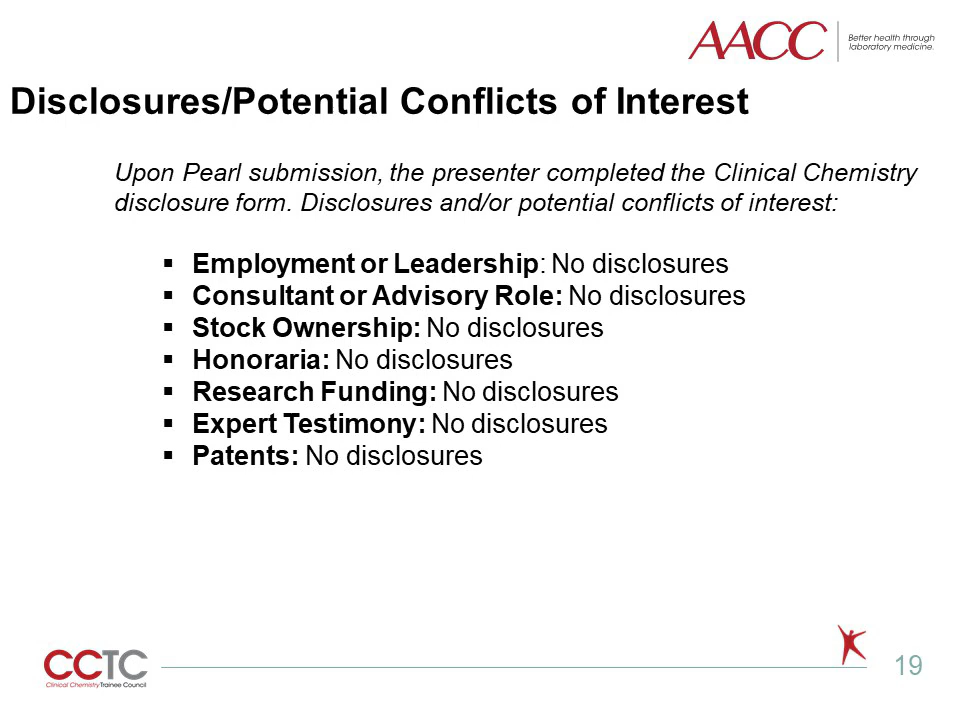 AACC
Better health through
laboratory medicine.
Disclosures/Potential Conflicts of Interest
Upon Pearl submission, the presenter completed the Clinical Chemistry
disclosure form. Disclosures and/or potential conflicts of interest:
▪ Employment or Leadership: No disclosures
▪ Consultant or Advisory Role: No disclosures
▪ Stock Ownership: No disclosures
▪ Honoraria: No disclosures
▪ Research Funding: No disclosures
▪ Expert Testimony: No disclosures
▪ Patents: No disclosures
CCTC
Clinical Chemistry Trainee Council
19